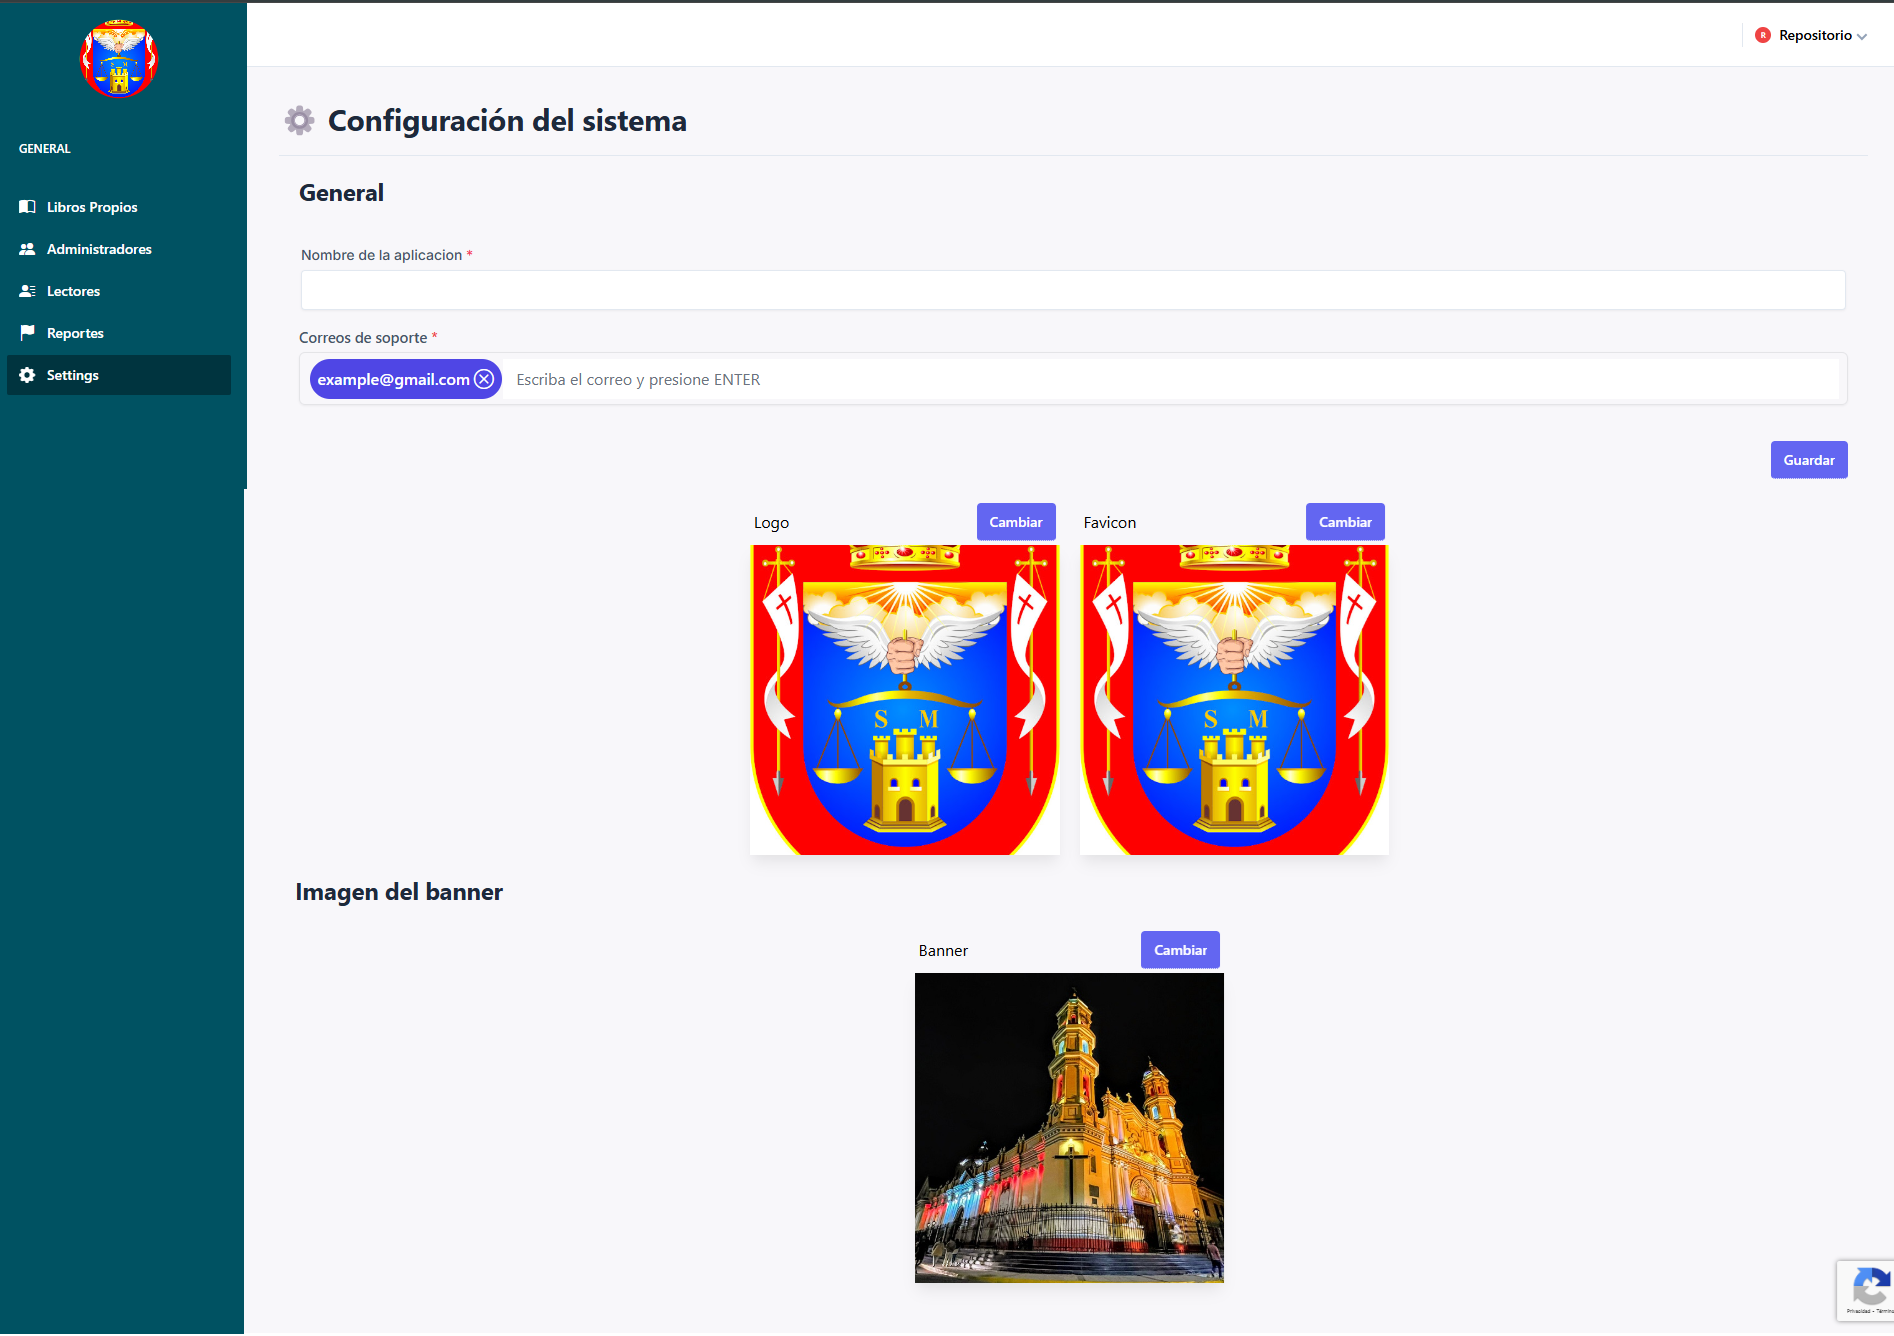 R Repositorio
GENERAL
Libros Propios
Administradores
Lectores
Reportes
Settings
Configuración del sistema
General
Nombre de la aplicacion *
Correos de soporte *
example@gmail.com Escriba el correo y presione ENTER
Guardar
Logo Cambiar
Favicon Cambiar
S M
S M
Imagen del banner
Banner Cambiar
Privacidad - Término